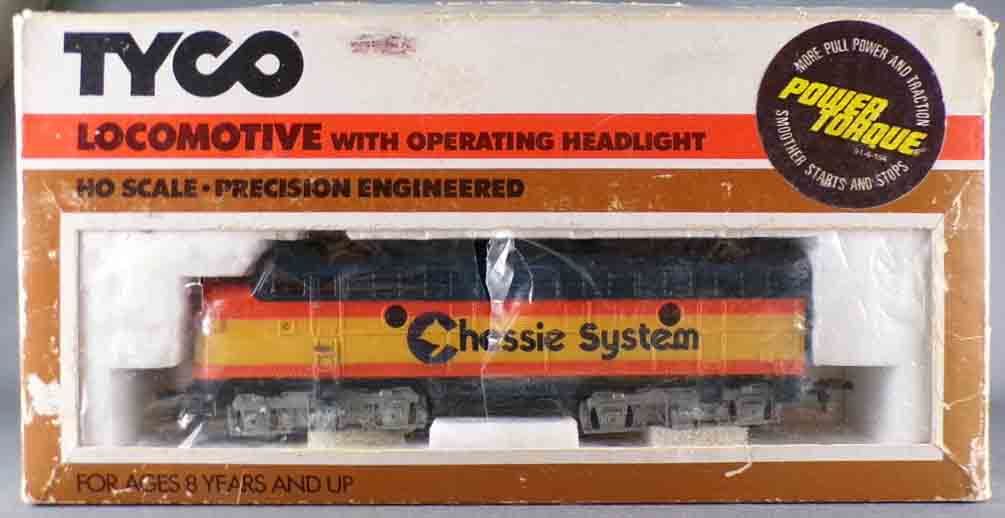 TYCO®
LOCOMOTIVE WITH OPERATING HEADLIGHT
HO SCALE • PRECISION ENGINEERED
MORE PULL POWER AND TRACTION
POWER
TORQUE®
SMOOTHER STARTS AND STOPS
Chessie System
FOR AGES 8 YEARS AND UP